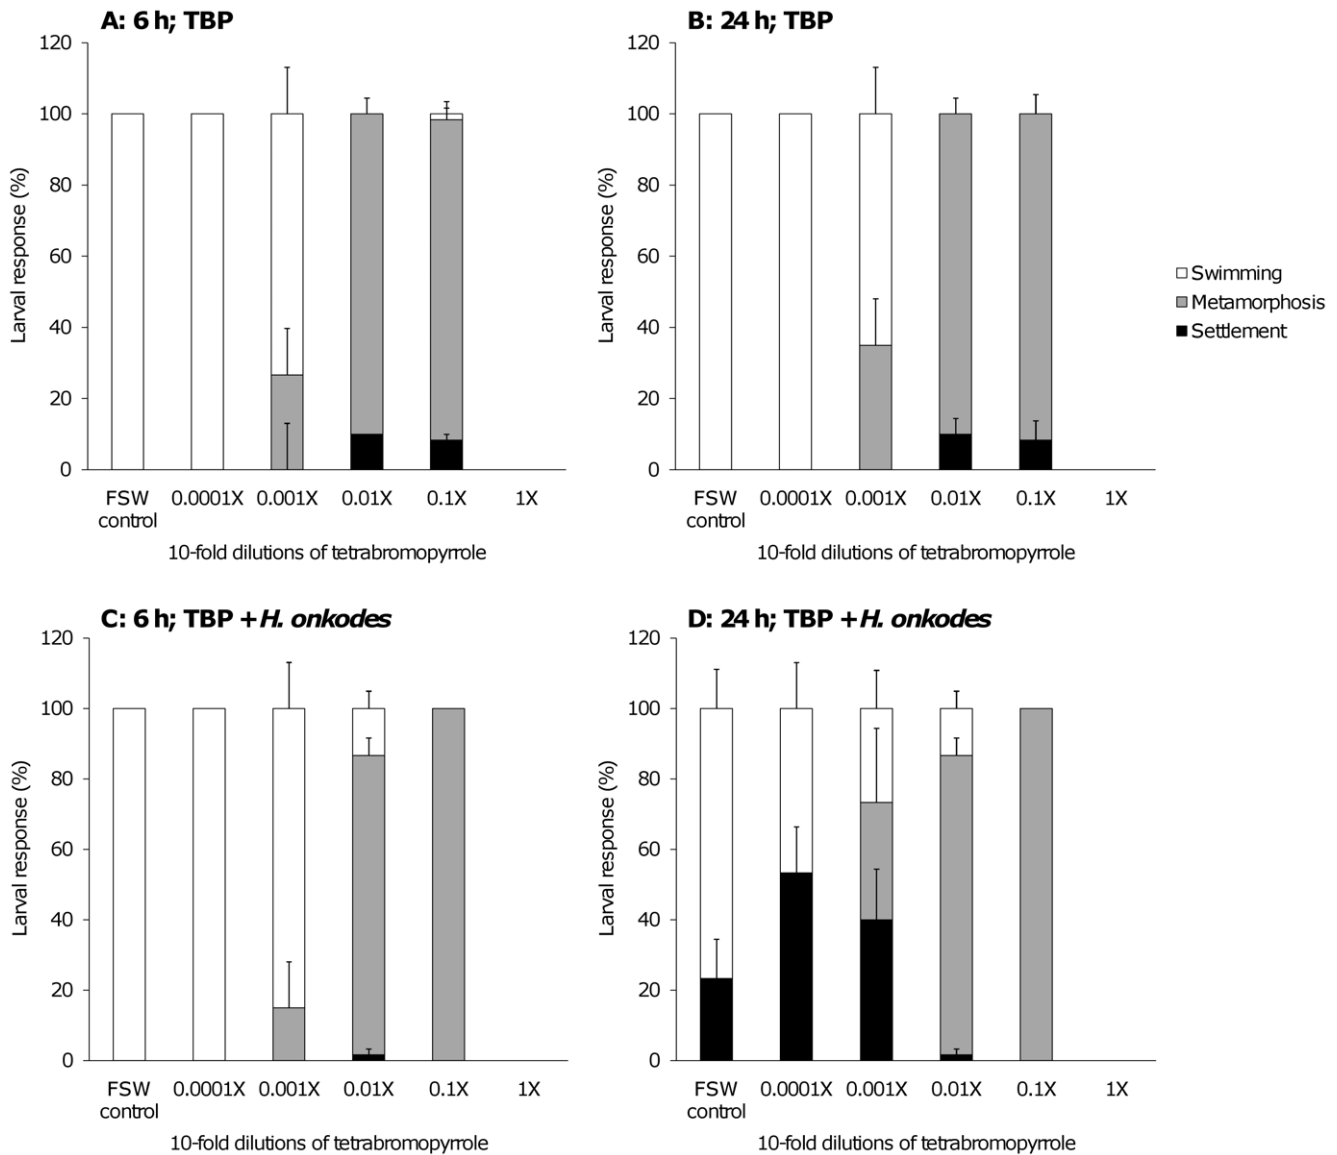 A: 6 h; TBP
120
100
80
60
40
20
0
Larval response (%)
FSW control
0.0001X
0.001X
0.01X
0.1X
1X
10-fold dilutions of tetrabromopyrrole
B: 24 h; TBP
120
100
80
60
40
20
0
Larval response (%)
FSW control
0.0001X
0.001X
0.01X
0.1X
1X
10-fold dilutions of tetrabromopyrrole
Swimming
Metamorphosis
Settlement
C: 6 h; TBP + H. onkodes
120
100
80
60
40
20
0
Larval response (%)
FSW control
0.0001X
0.001X
0.01X
0.1X
1X
10-fold dilutions of tetrabromopyrrole
D: 24 h; TBP + H. onkodes
120
100
80
60
40
20
0
Larval response (%)
FSW control
0.0001X
0.001X
0.01X
0.1X
1X
10-fold dilutions of tetrabromopyrrole